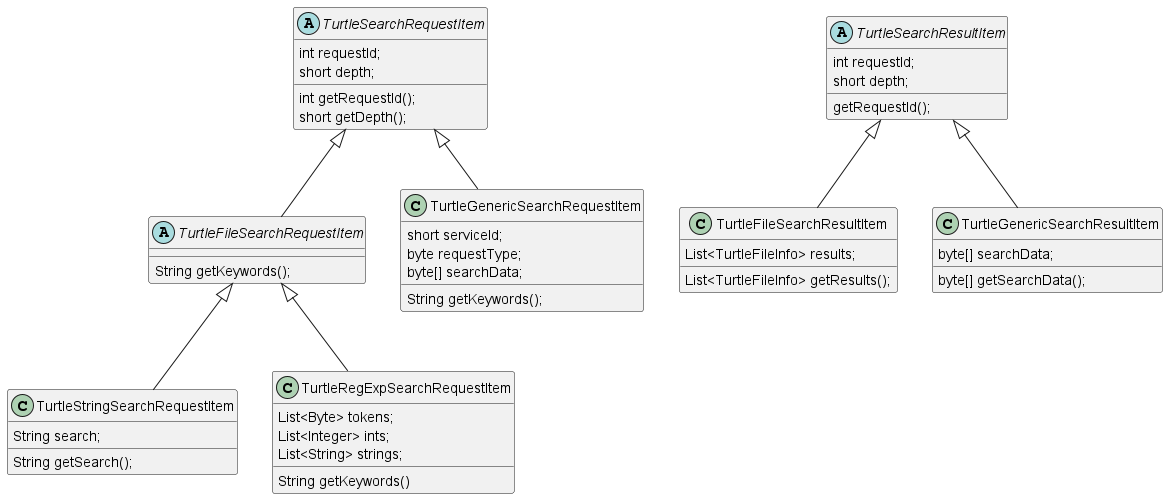 A TurtleSearchRequestItem
int requestId;
short depth;
int getRequestId();
short getDepth();
A TurtleSearchResultItem
int requestId;
short depth;
getRequestId();
A TurtleFileSearchRequestItem
String getKeywords();
C TurtleGenericSearchRequestItem
short serviceId;
byte requestType;
byte[] searchData;
String getKeywords();
C TurtleFileSearchResultItem
List<TurtleFileInfo> results;
List<TurtleFileInfo> getResults();
C TurtleGenericSearchResultItem
byte[] searchData;
byte[] getSearchData();
C TurtleStringSearchRequestItem
String search;
String getSearch();
C TurtleRegExpSearchRequestItem
List<Byte> tokens;
List<Integer> ints;
List<String> strings;
String getKeywords()